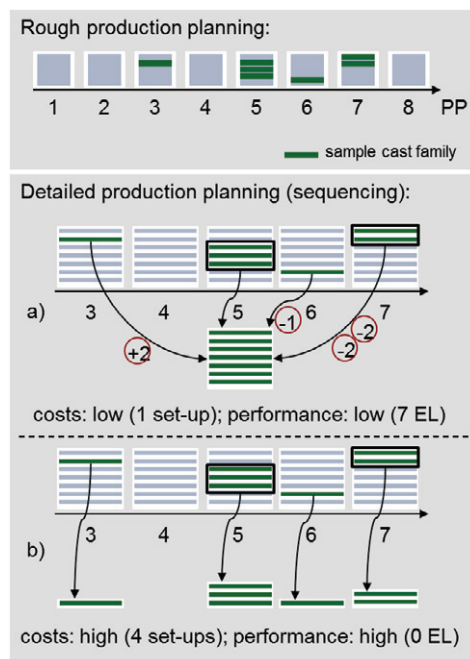 Rough production planning:
1 2 3 4 5 6 7 8 PP
sample cast family
Detailed production planning (sequencing):
a) 3 4 5 6 7
-1
-2
+2 -2
costs: low (1 set-up); performance: low (7 EL)
3 4 5 6 7
b)
costs: high (4 set-ups); performance: high (0 EL)